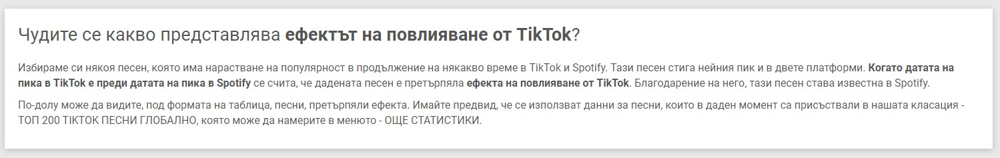 Чудите се какво представлява ефектът на повлияване от TikTok?
Избираме си някоя песен, която има нарастване на популярност в продължение на някакво време в TikTok и Spotify. Тази песен стига нейния пик и в двете платформи. Когато датата на
пика в TikTok е преди датата на пика в Spotify се счита, че дадената песен е претърпяла ефекта на повлияване от TikTok. Благодарение на него, тази песен става известна в Spotify.
По-долу може да видите, под формата на таблица, песни, претърпяли ефекта. Имайте предвид, че се използват данни за песни, които в даден момент са присъствали в нашата класация -
ТОП 200 TIKTOK ПЕСНИ ГЛОБАЛНО, която може да намерите в менюто - ОЩЕ СТАТИСТИКИ.